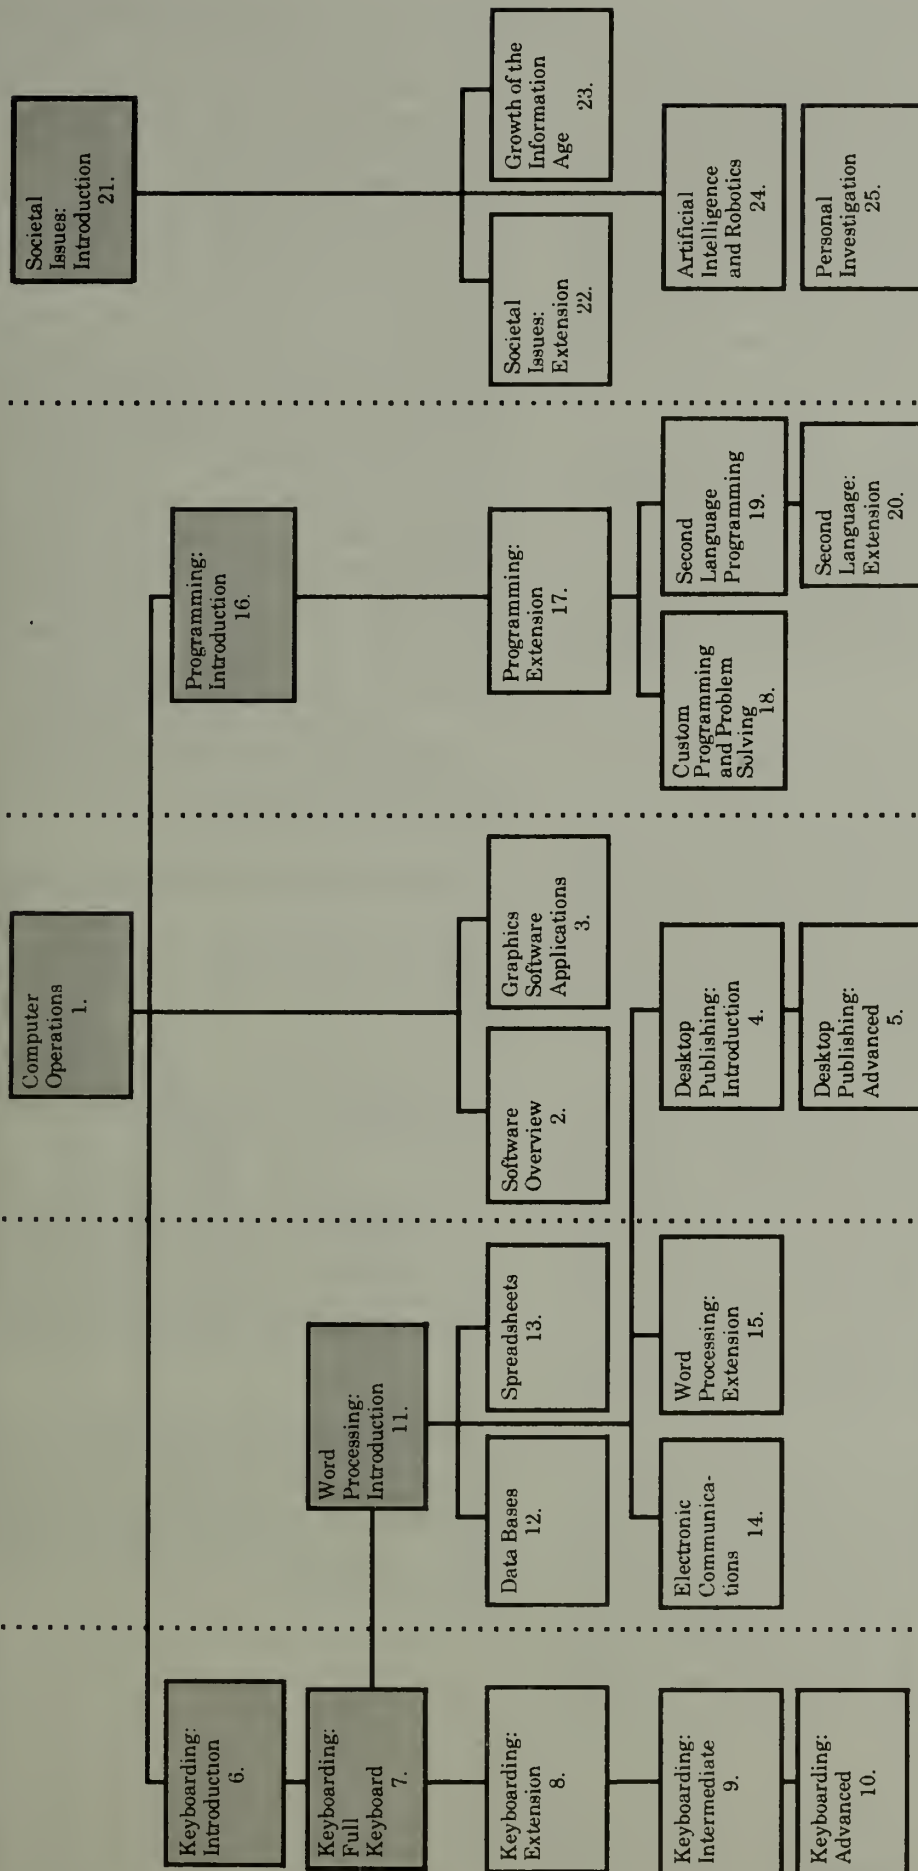 Computer
Operations
1.
Software
Overview
2.
Graphics
Software
Applications
3.
Desktop
Publishing:
Introduction
4.
Desktop
Publishing:
Advanced
5.
Keyboarding:
Introduction
6.
Keyboarding:
Full
Keyboard
7.
Keyboarding:
Extension
8.
Keyboarding:
Intermediate
9.
Keyboarding:
Advanced
10.
Word
Processing:
Introduction
11.
Data Bases
12.
Spreadsheets
13.
Electronic
Communica-
tions
14.
Word
Processing:
Extension
15.
Programming:
Introduction
16.
Programming:
Extension
17.
Custom
Programming
and Problem
Solving
18.
Second
Language
Programming
19.
Second
Language:
Extension
20.
Societal
Issues:
Introduction
21.
Societal
Issues:
Extension
22.
Growth of the
Information
Age
23.
Artificial
Intelligence
and Robotics
24.
Personal
Investigation
25.